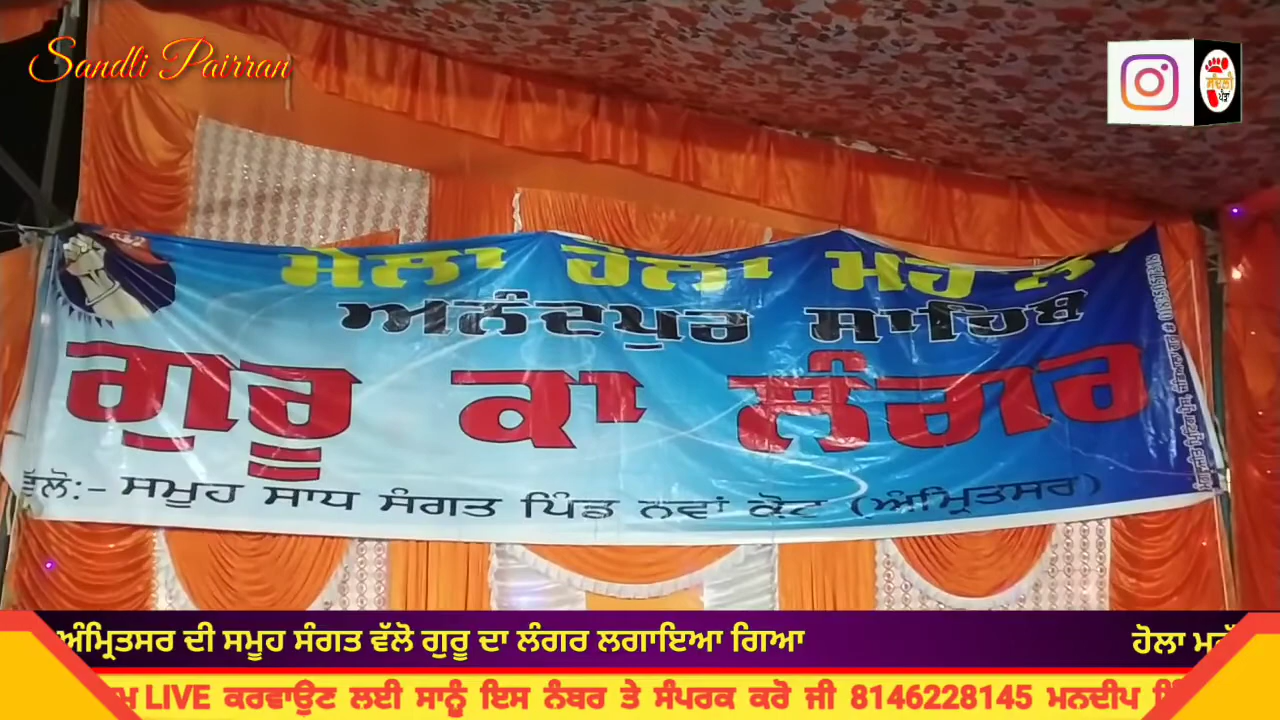 Sandli Pairran
ਸੰਦਲੀ
ਪੈੜਾਂ
ਮੇਲਾ ਹੋਲਾ
ਅਨੰਦਪੁਰ ਸਾਹਿਬ
ਗੁਰੂ ਕਾ ਲੰਗਰ
ਵੱਲੋ:- ਸਮੂਹ ਸਾਧ ਸੰਗਤ ਪਿੰਡ ਨਵਾਂ ਕੋਟ (ਅੰਮ੍ਰਿਤਸਰ)
ਅੰਮ੍ਰਿਤਸਰ ਦੀ ਸਮੂਹ ਸੰਗਤ ਵੱਲੋ ਗੁਰੂ ਦਾ ਲੰਗਰ ਲਗਾਇਆ ਗਿਆ ਹੋਲਾ
LIVE ਕਰਵਾਉਣ ਲਈ ਸਾਨੂੰ ਇਸ ਨੰਬਰ ਤੇ ਸੰਪਰਕ ਕਰੋ ਜੀ 8146228145 ਮਨਦੀਪ